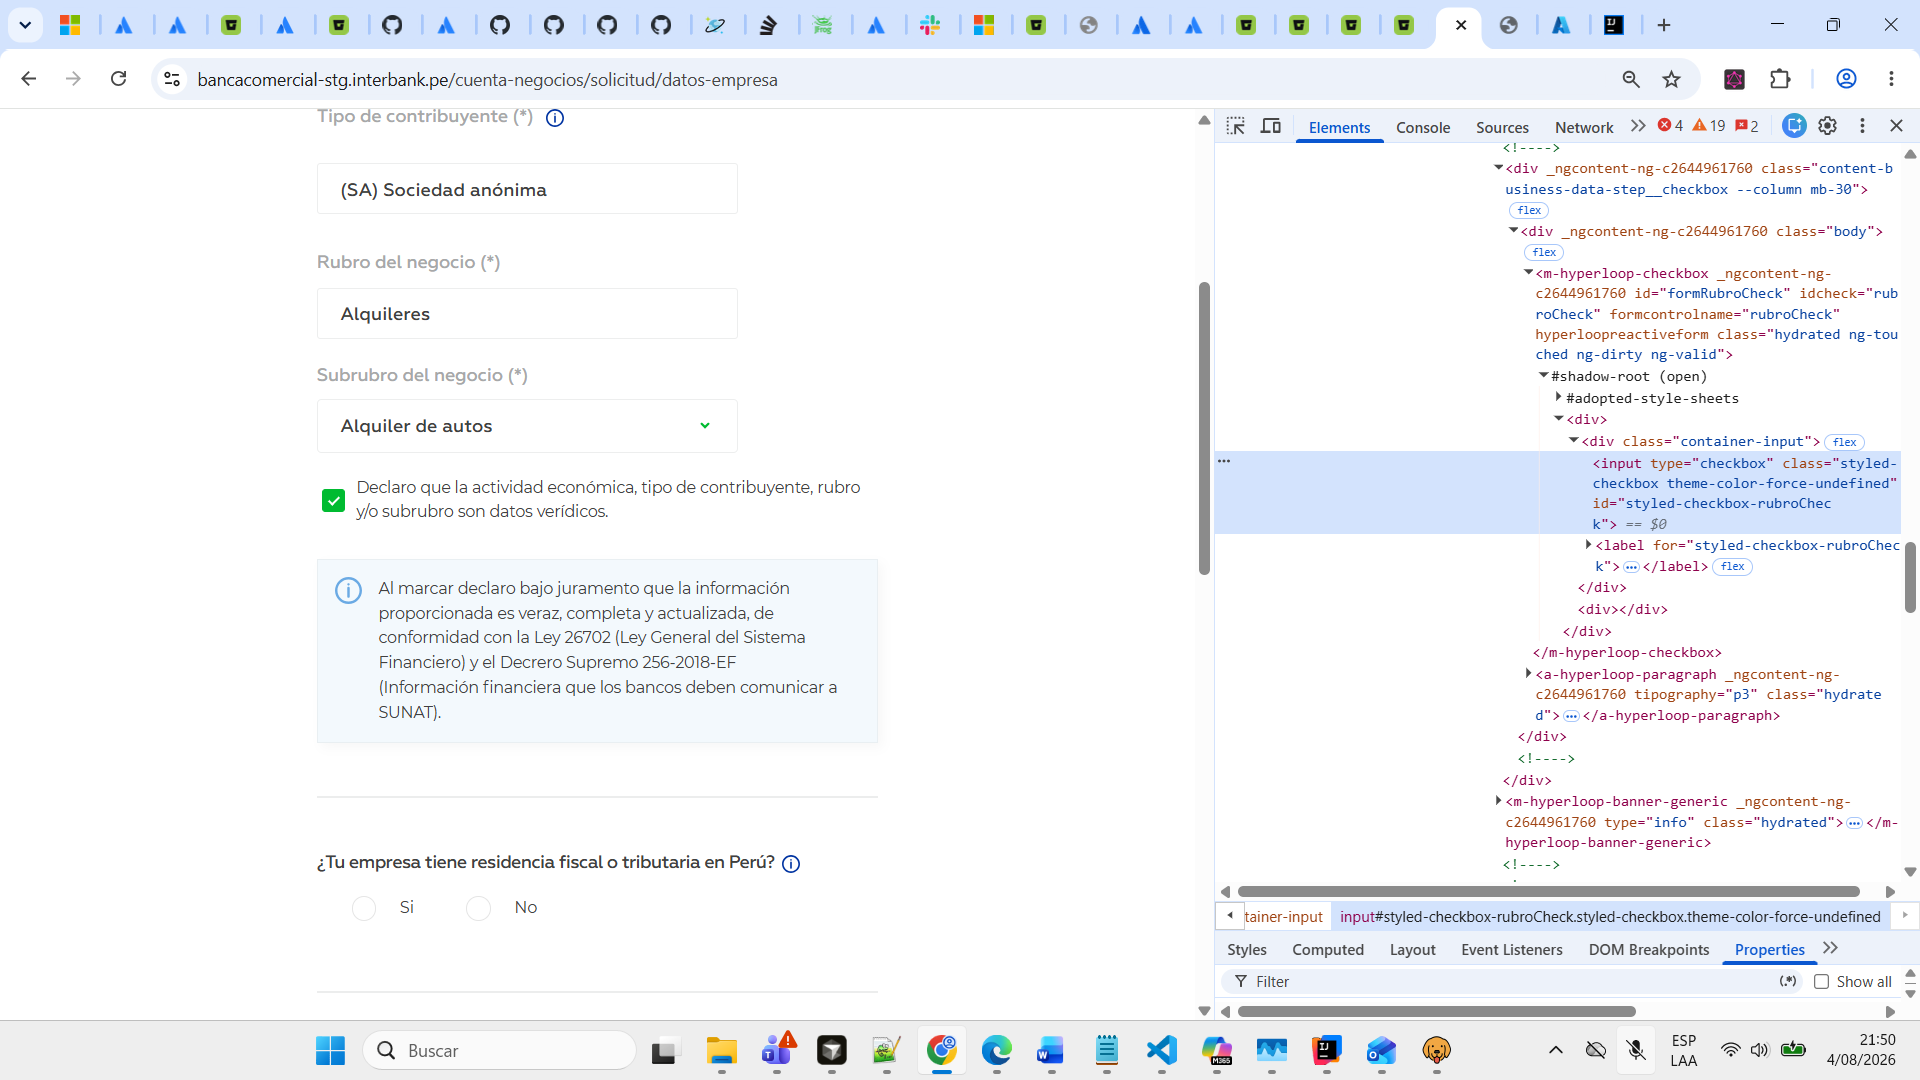 bancacomercial-stg.interbank.pe/cuenta-negocios/solicitud/datos-empresa
Tipo de contribuyente (*)
(SA) Sociedad anónima
Rubro del negocio (*)
Alquileres
Subrubro del negocio (*)
Alquiler de autos
Declaro que la actividad económica, tipo de contribuyente, rubro
y/o subrubro son datos verídicos.
Al marcar declaro bajo juramento que la información
proporcionada es veraz, completa y actualizada, de
conformidad con la Ley 26702 (Ley General del Sistema
Financiero) y el Decrero Supremo 256-2018-EF
(Información financiera que los bancos deben comunicar a
SUNAT).
¿Tu empresa tiene residencia fiscal o tributaria en Perú?
Si No
Elements Console Sources Network 4 19 2
<!---->
<div _ngcontent-ng-c2644961760 class="content-b
usiness-data-step__checkbox --column mb-30">
flex
<div _ngcontent-ng-c2644961760 class="body">
flex
<m-hyperloop-checkbox _ngcontent-ng-
c2644961760 id="formRubroCheck" idcheck="rub
roCheck" formcontrolname="rubroCheck"
hyperloopreactiveform class="hydrated ng-tou
ched ng-dirty ng-valid">
#shadow-root (open)
#adopted-style-sheets
<div>
<div class="container-input"> flex
<input type="checkbox" class="styled-
checkbox theme-color-force-undefined"
id="styled-checkbox-rubroChec
k"> == $0
<label for="styled-checkbox-rubroChec
k"> … </label> flex
</div>
<div></div>
</div>
</m-hyperloop-checkbox>
<a-hyperloop-paragraph _ngcontent-ng-
c2644961760 tipography="p3" class="hydrate
d"> … </a-hyperloop-paragraph>
</div>
<!---->
</div>
<m-hyperloop-banner-generic _ngcontent-ng-
c2644961760 type="info" class="hydrated"> … </m-
hyperloop-banner-generic>
<!---->
tainer-input input#styled-checkbox-rubroCheck.styled-checkbox.theme-color-force-undefined
Styles Computed Layout Event Listeners DOM Breakpoints Properties
Filter (.*) Show all
Buscar
M365
ESP
LAA
21:50
4/08/2026